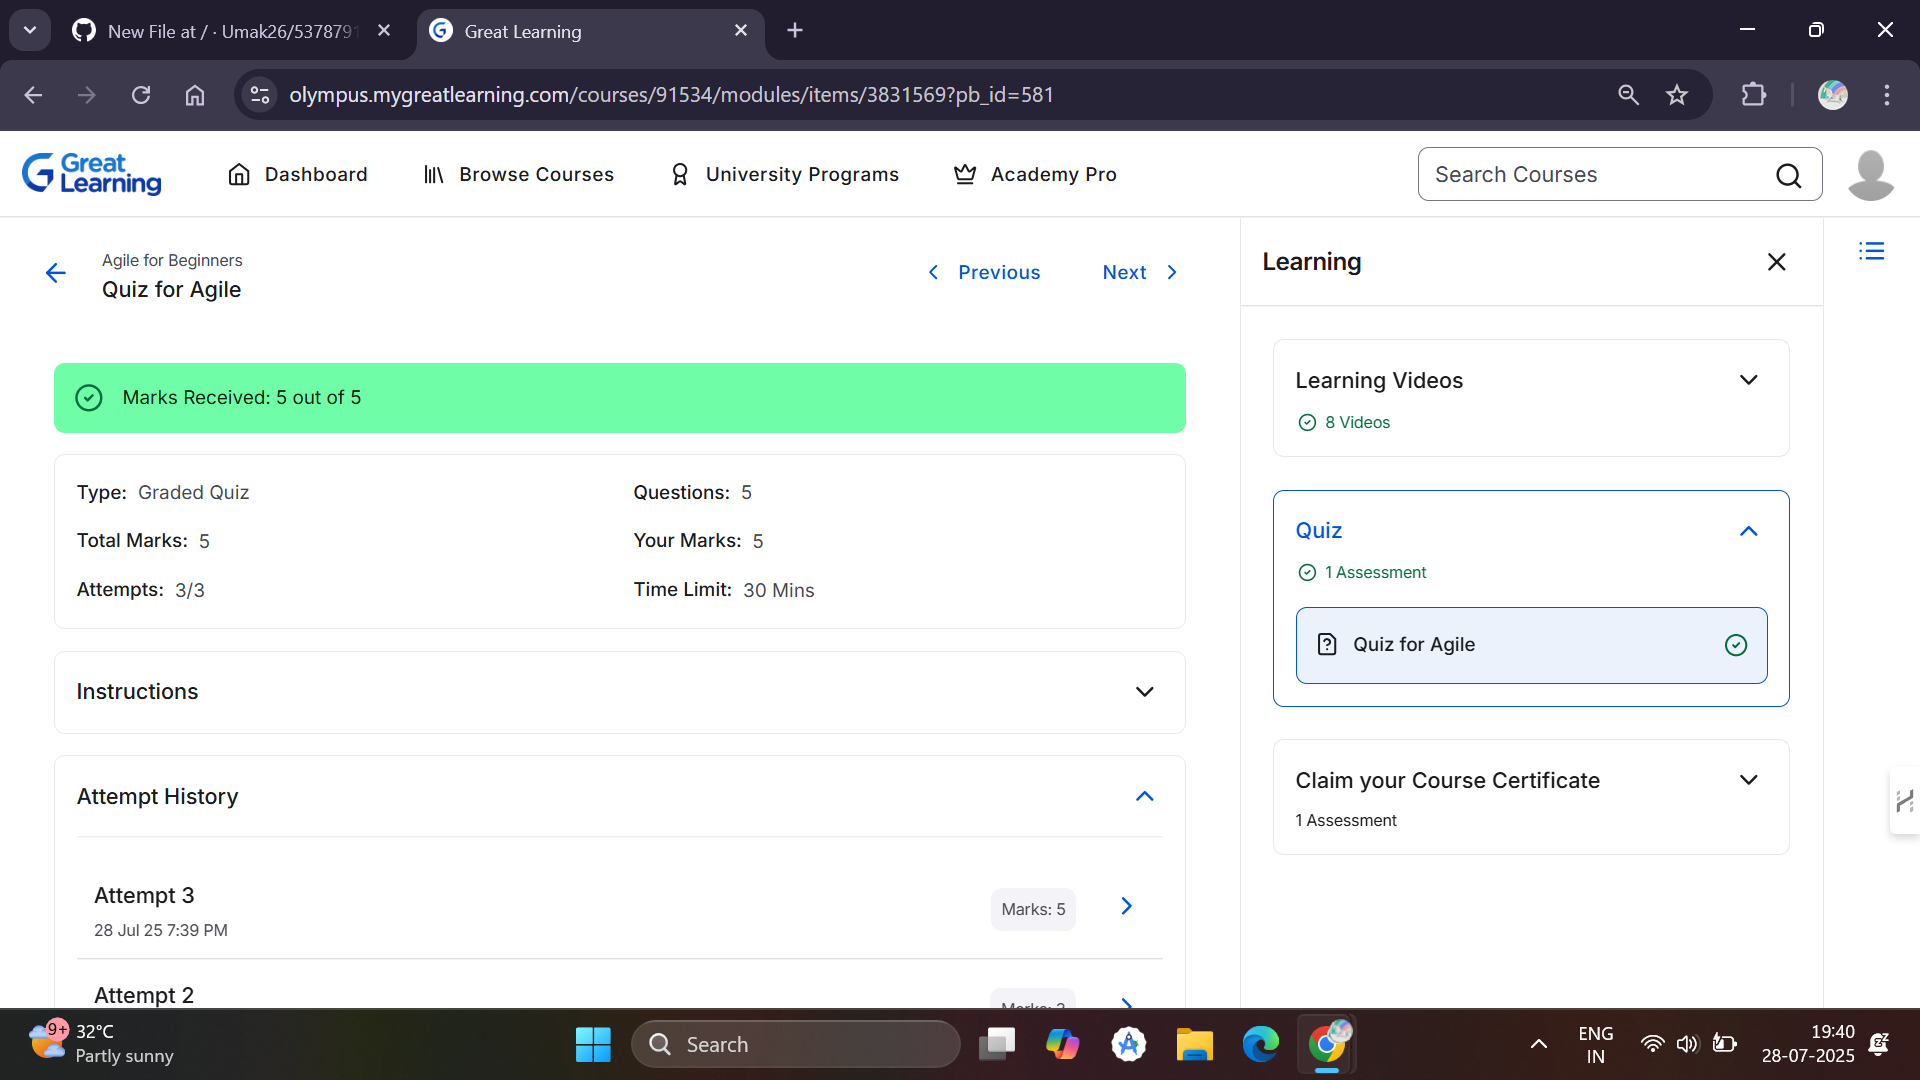 New File at / · Umak26/537879
Great Learning
olympus.mygreatlearning.com/courses/91534/modules/items/3831569?pb_id=581
Great Learning
Dashboard
Browse Courses
University Programs
Academy Pro
Search Courses
Agile for Beginners
Quiz for Agile
Previous
Next
Marks Received: 5 out of 5
Type: Graded Quiz
Questions: 5
Total Marks: 5
Your Marks: 5
Attempts: 3/3
Time Limit: 30 Mins
Instructions
Attempt History
Attempt 3
28 Jul 25 7:39 PM
Marks: 5
Attempt 2
Learning
Learning Videos
8 Videos
Quiz
1 Assessment
Quiz for Agile
Claim your Course Certificate
1 Assessment
9+
32°C
Partly sunny
Search
ENG
IN
19:40
28-07-2025